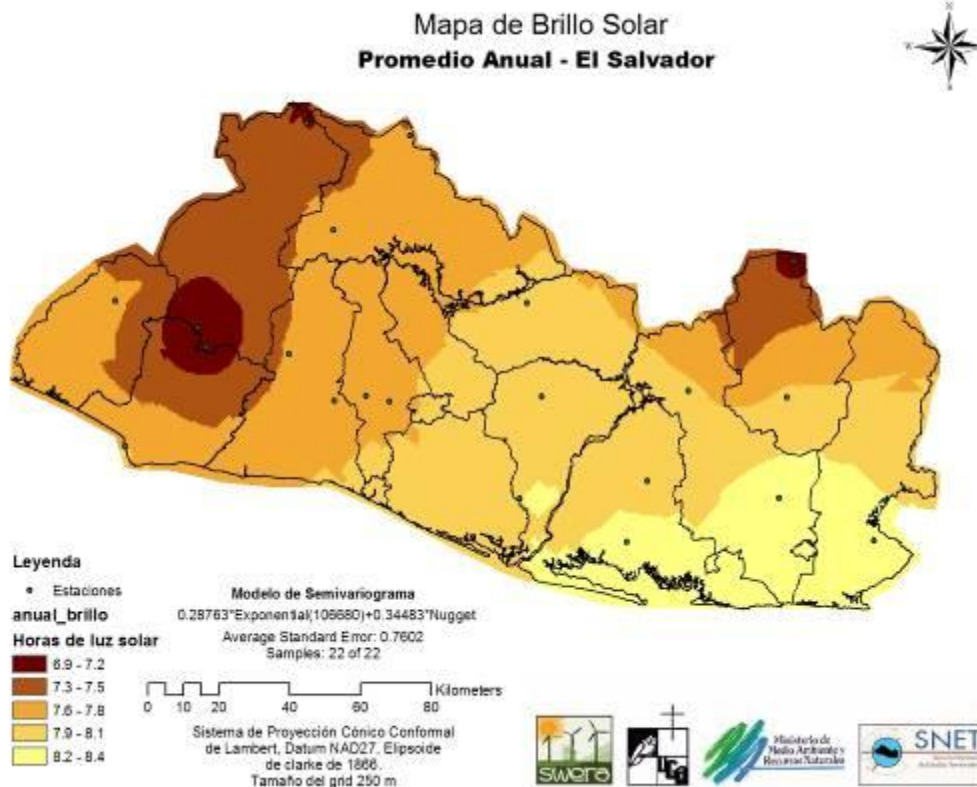 Mapa de Brillo Solar
Promedio Anual - El Salvador
Leyenda
Estaciones
anual_brillo
Horas de luz solar
6.9 - 7.2
7.3 - 7.5
7.6 - 7.8
7.9 - 8.1
8.2 - 8.4
Modelo de Semivariograma
0.28763*Exponential(106680)+0.34483*Nugget
Average Standard Error: 0.7602
Samples: 22 of 22
Kilometers
0 10 20 40 60 80
Sistema de Proyección Cónico Conformal
de Lambert, Datum NAD27. Elipsoide
de clarke de 1866.
Tamaño del grid 250 m
swera
UCA
Ministerio de
Medio Ambiente y
Recursos Naturales
SNET